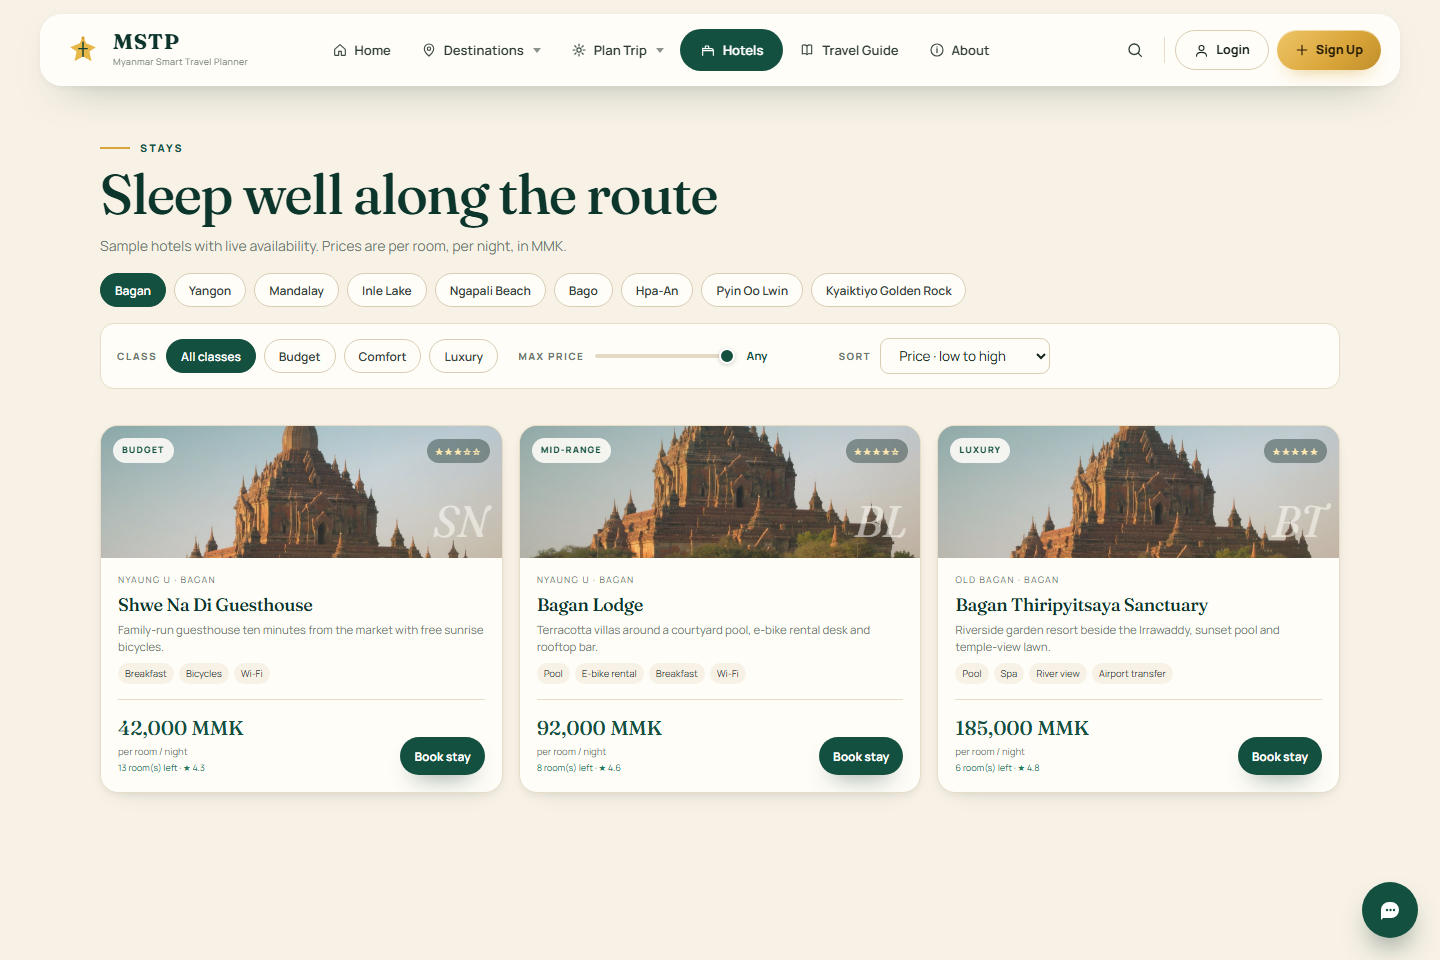 MSTP
Myanmar Smart Travel Planner
Home
Destinations
Plan Trip
Hotels
Travel Guide
About
Login
Sign Up
STAYS
Sleep well along the route
Sample hotels with live availability. Prices are per room, per night, in MMK.
Bagan
Yangon
Mandalay
Inle Lake
Ngapali Beach
Bago
Hpa-An
Pyin Oo Lwin
Kyaiktiyo Golden Rock
CLASS
All classes
Budget
Comfort
Luxury
MAX PRICE
Any
SORT
Price · low to high
BUDGET
★★★☆☆
SN
NYAUNG U · BAGAN
Shwe Na Di Guesthouse
Family-run guesthouse ten minutes from the market with free sunrise
bicycles.
Breakfast
Bicycles
Wi-Fi
42,000 MMK
per room / night
13 room(s) left · ★ 4.3
Book stay
MID-RANGE
★★★★☆
BL
NYAUNG U · BAGAN
Bagan Lodge
Terracotta villas around a courtyard pool, e-bike rental desk and
rooftop bar.
Pool
E-bike rental
Breakfast
Wi-Fi
92,000 MMK
per room / night
8 room(s) left · ★ 4.6
Book stay
LUXURY
★★★★★
BT
OLD BAGAN · BAGAN
Bagan Thiripyitsaya Sanctuary
Riverside garden resort beside the Irrawaddy, sunset pool and
temple-view lawn.
Pool
Spa
River view
Airport transfer
185,000 MMK
per room / night
6 room(s) left · ★ 4.8
Book stay